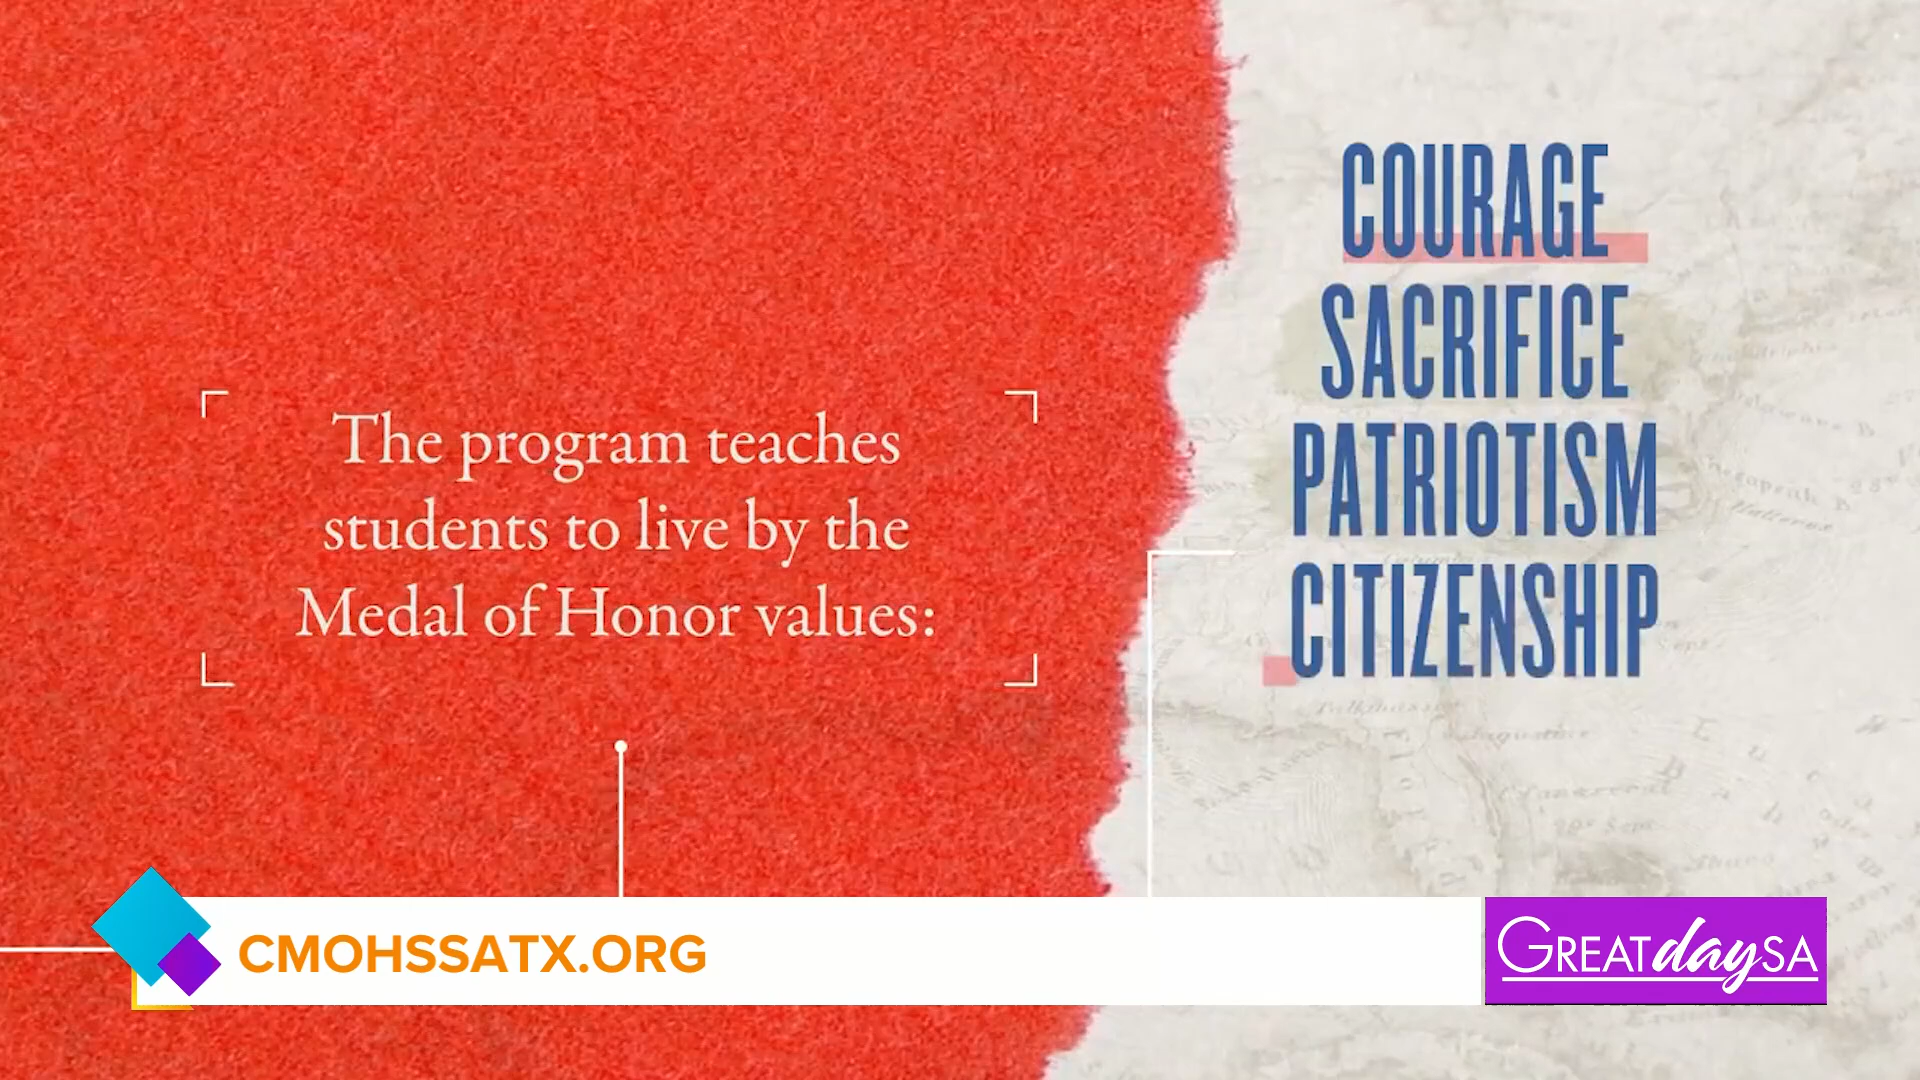 The program teaches
students to live by the
Medal of Honor values:
COURAGE
SACRIFICE
PATRIOTISM
CITIZENSHIP
CMOHSSATX.ORG
GREATdaySA